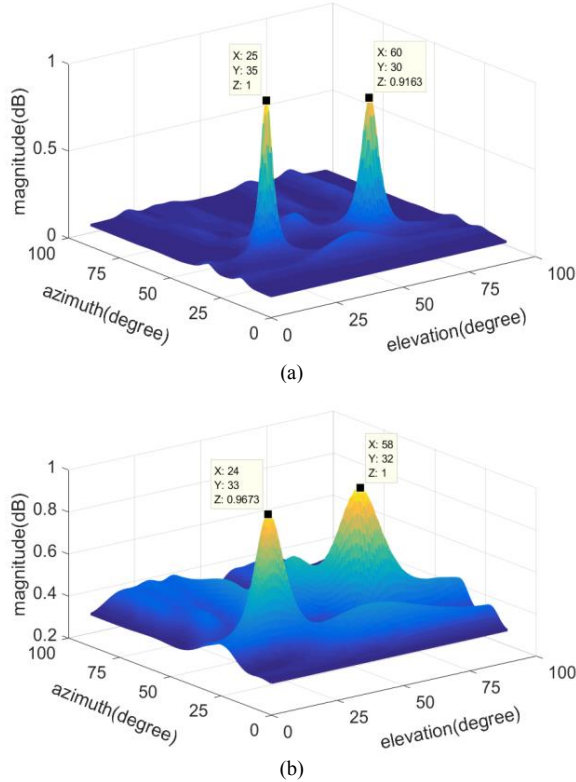 1
X: 25
Y: 35
Z: 1
X: 60
Y: 30
Z: 0.9163
magnitude(dB)
0.5
0
100
75
50
25
0
azimuth(degree)
0
25
50
75
100
elevation(degree)
(a)
1
X: 24
Y: 33
Z: 0.9673
X: 58
Y: 32
Z: 1
magnitude(dB)
0.8
0.6
0.4
0.2
100
75
50
25
0
azimuth(degree)
0
25
50
75
100
elevation(degree)
(b)